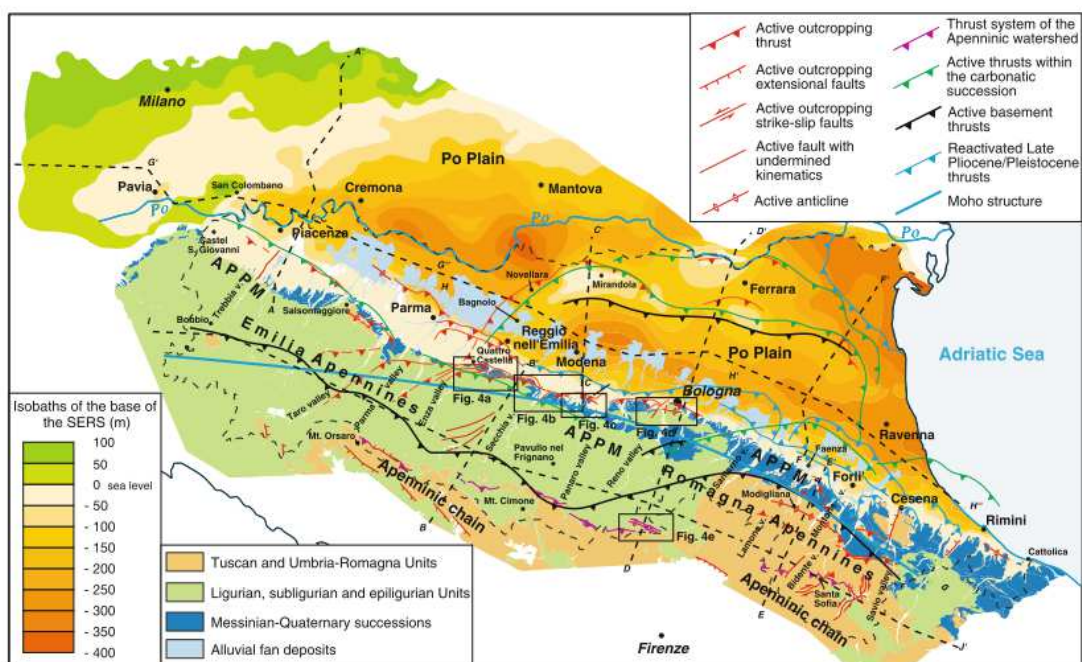 Active outcropping
thrust
Active outcropping
extensional faults
Active outcropping
strike-slip faults
Active fault with
undermined
kinematics
Active anticline
Thrust system of the
Apenninic watershed
Active thrusts within
the carbonatic
succession
Active basement
thrusts
Reactivated Late
Pliocene/Pleistocene
thrusts
Moho structure
A'
Milano
G'
Pavia
San Colombano
Po
Cremona
Po Plain
Mantova
Piacenza
Castel
S. Giovanni
C'
D'
Po
F'
G''
Novellara
Mirandola
Ferrara
H
Bagnolo
APPM
Trebbia v.
A
Salsomaggiore
Parma
Reggio
nell'Emilia
Modena
Po Plain
Adriatic Sea
I
Bobbio
Emilia Apennines
Quattro
Castella
B'
C
H'
Bologna
Fig. 4a
Fig. 4b
Fig. 4c
Fig. 4d
Taro valley
Parma
Enza valley
Secchia v.
APPM
Pavullo nel
Frignano
Panaro valley
Reno valley
Ravenna
Mt. Orsaro
Apenninic chain
Mt. Cimone
Romagna Apennines
APPM
Faenza
E'
Forlì
Cesena
H''
Rimini
Modigliana
Lamone v.
Fig. 4e
B
D
Bidente v.
Santa
Sofia
Savio valley
Cattolica
Apenninic chain
E
J'
Firenze
Isobaths of the base of
the SERS (m)
100
50
0 sea level
- 50
- 100
- 150
- 200
- 250
- 300
- 350
- 400
Tuscan and Umbria-Romagna Units
Ligurian, subligurian and epiligurian Units
Messinian-Quaternary successions
Alluvial fan deposits